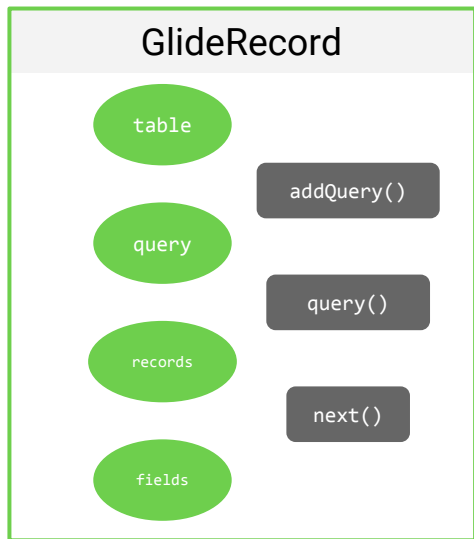 GlideRecord
table
addQuery()
query
query()
records
next()
fields